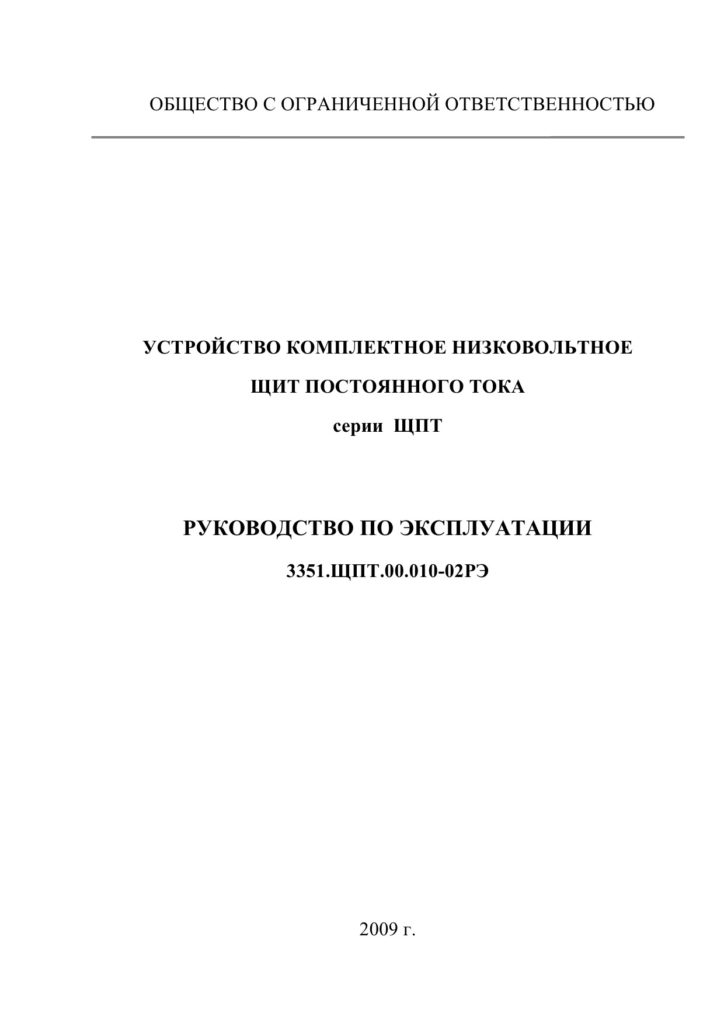 ОБЩЕСТВО С ОГРАНИЧЕННОЙ ОТВЕТСТВЕННОСТЬЮ
УСТРОЙСТВО КОМПЛЕКТНОЕ НИЗКОВОЛЬТНОЕ
ЩИТ ПОСТОЯННОГО ТОКА
серии ЩПТ
РУКОВОДСТВО ПО ЭКСПЛУАТАЦИИ
3351.ЩПТ.00.010-02РЭ
2009 г.